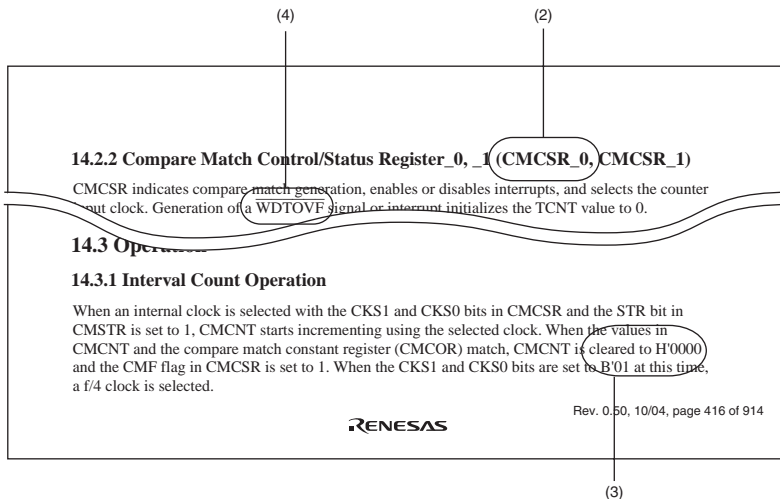 (4) (2)
14.2.2 Compare Match Control/Status Register_0, _1 (CMCSR_0, CMCSR_1)
CMCSR indicates compare match generation, enables or disables interrupts, and selects the counter
input clock. Generation of a WDTOVF signal or interrupt initializes the TCNT value to 0.
14.3 Operation
14.3.1 Interval Count Operation
When an internal clock is selected with the CKS1 and CKS0 bits in CMCSR and the STR bit in
CMSTR is set to 1, CMCNT starts incrementing using the selected clock. When the values in
CMCNT and the compare match constant register (CMCOR) match, CMCNT is cleared to H'0000
and the CMF flag in CMCSR is set to 1. When the CKS1 and CKS0 bits are set to B'01 at this time,
a f/4 clock is selected.
Rev. 0.50, 10/04, page 416 of 914
RENESAS
(3)